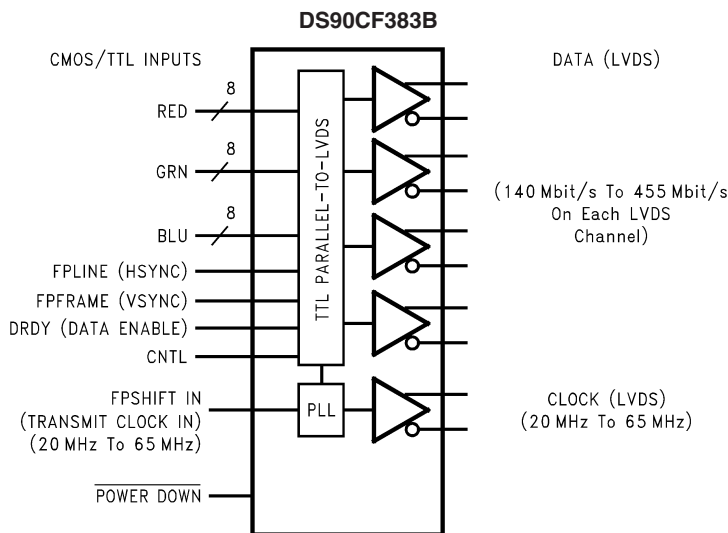 DS90CF383B
CMOS/TTL INPUTS
DATA (LVDS)
8
RED
8
GRN
8
BLU
FPLINE (HSYNC)
FPFRAME (VSYNC)
DRDY (DATA ENABLE)
CNTL
TTL PARALLEL-TO-LVDS
(140 Mbit/s To 455 Mbit/s
On Each LVDS
Channel)
FPSHIFT IN
(TRANSMIT CLOCK IN)
(20 MHz To 65 MHz)
PLL
CLOCK (LVDS)
(20 MHz To 65 MHz)
POWER DOWN